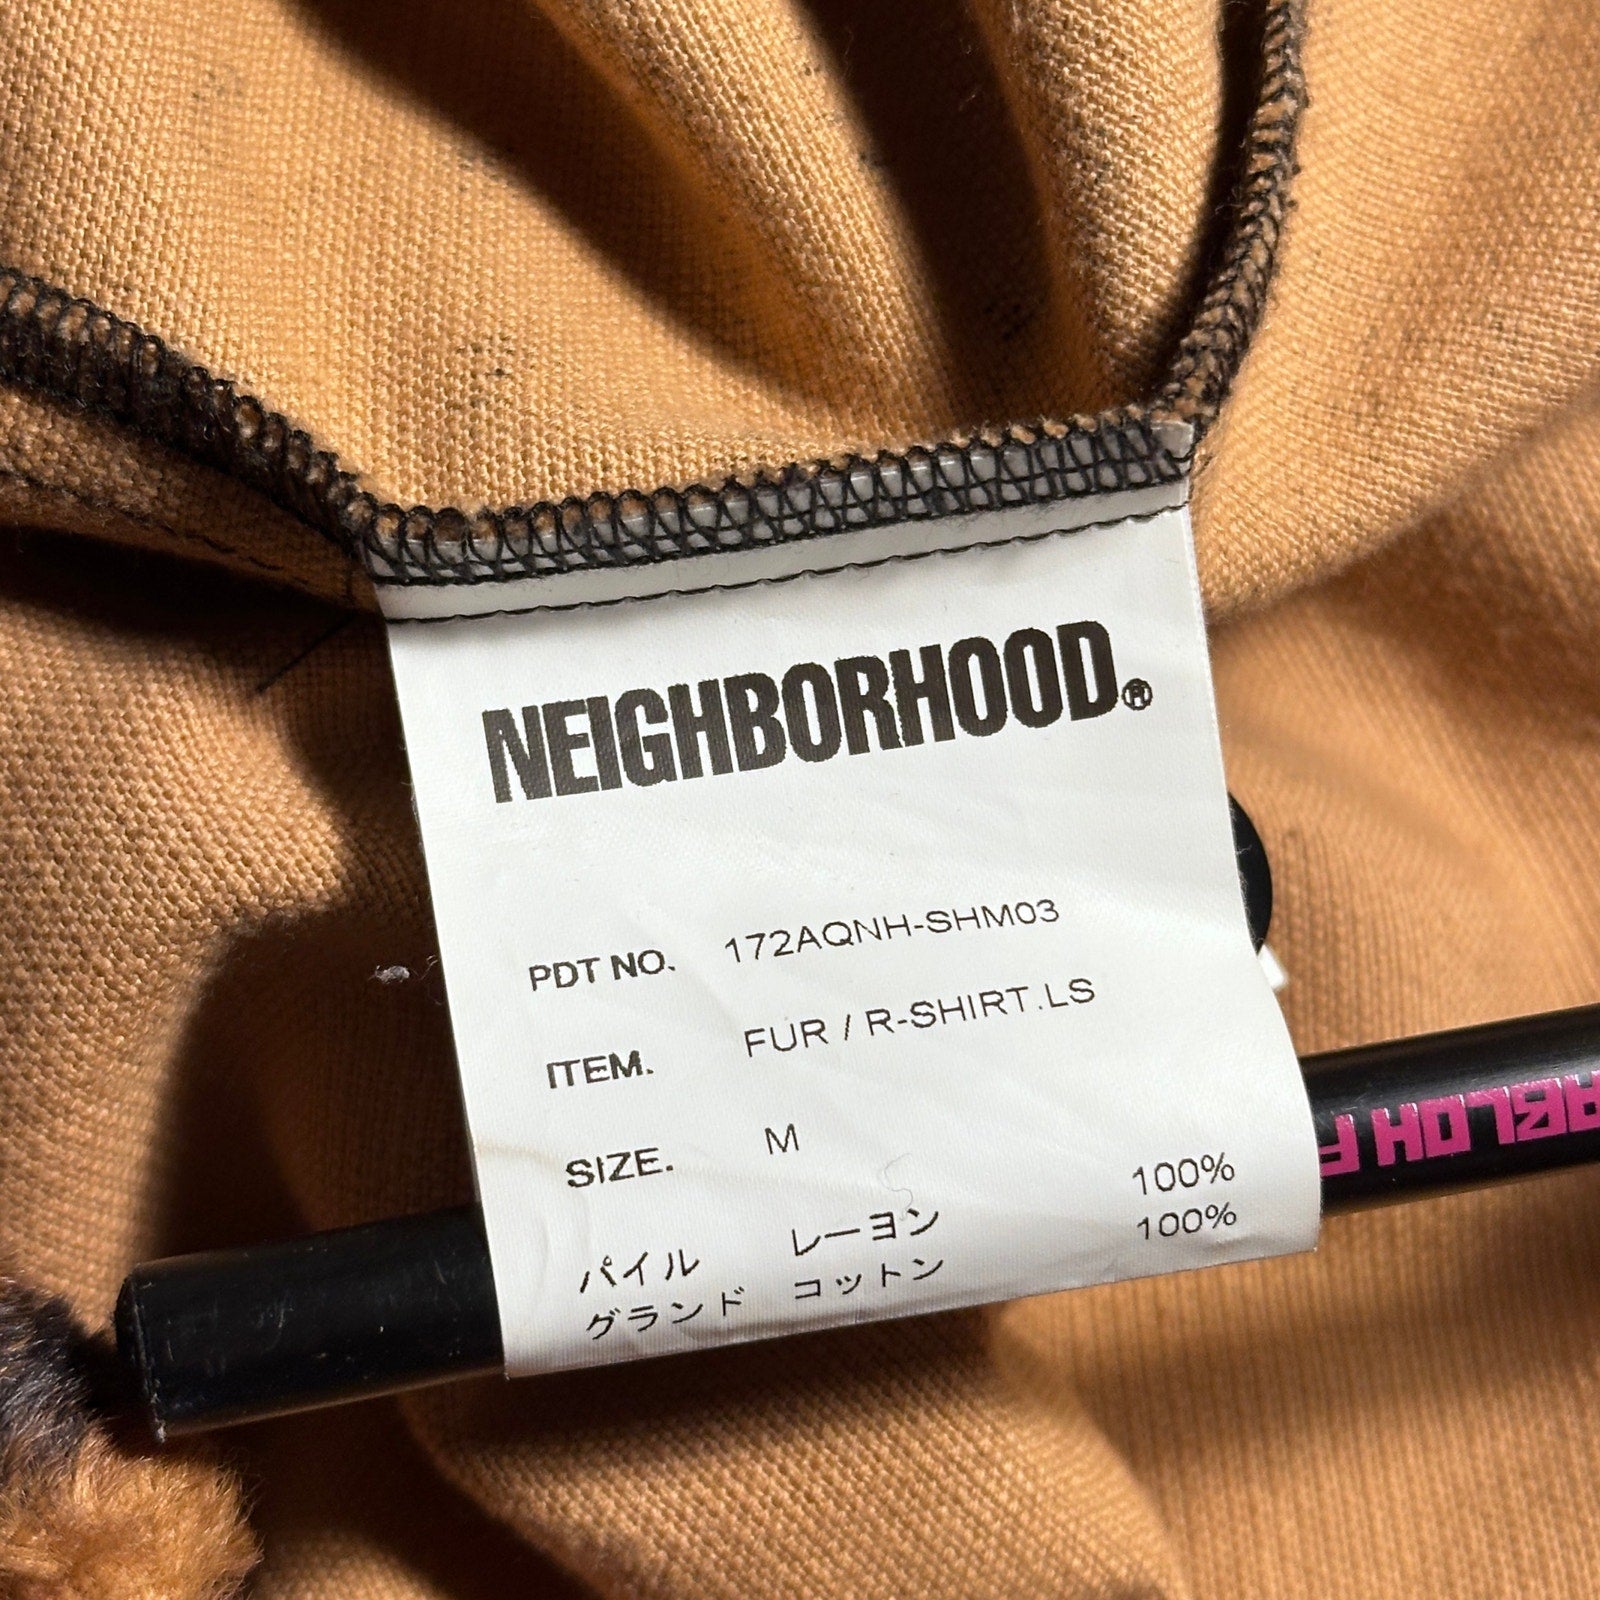 NEIGHBORHOOD®
PDT NO. 172AQNH-SHM03
ITEM. FUR / R-SHIRT.LS
SIZE. M
パイル レーヨン 100%
グランド コットン 100%
ABLOH F